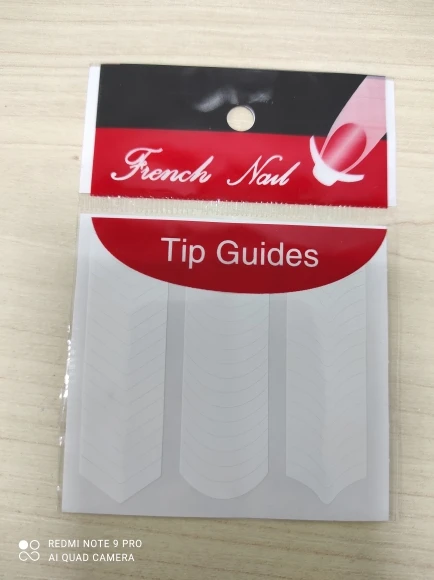 French Nail
Tip Guides
REDMI NOTE 9 PRO
AI QUAD CAMERA